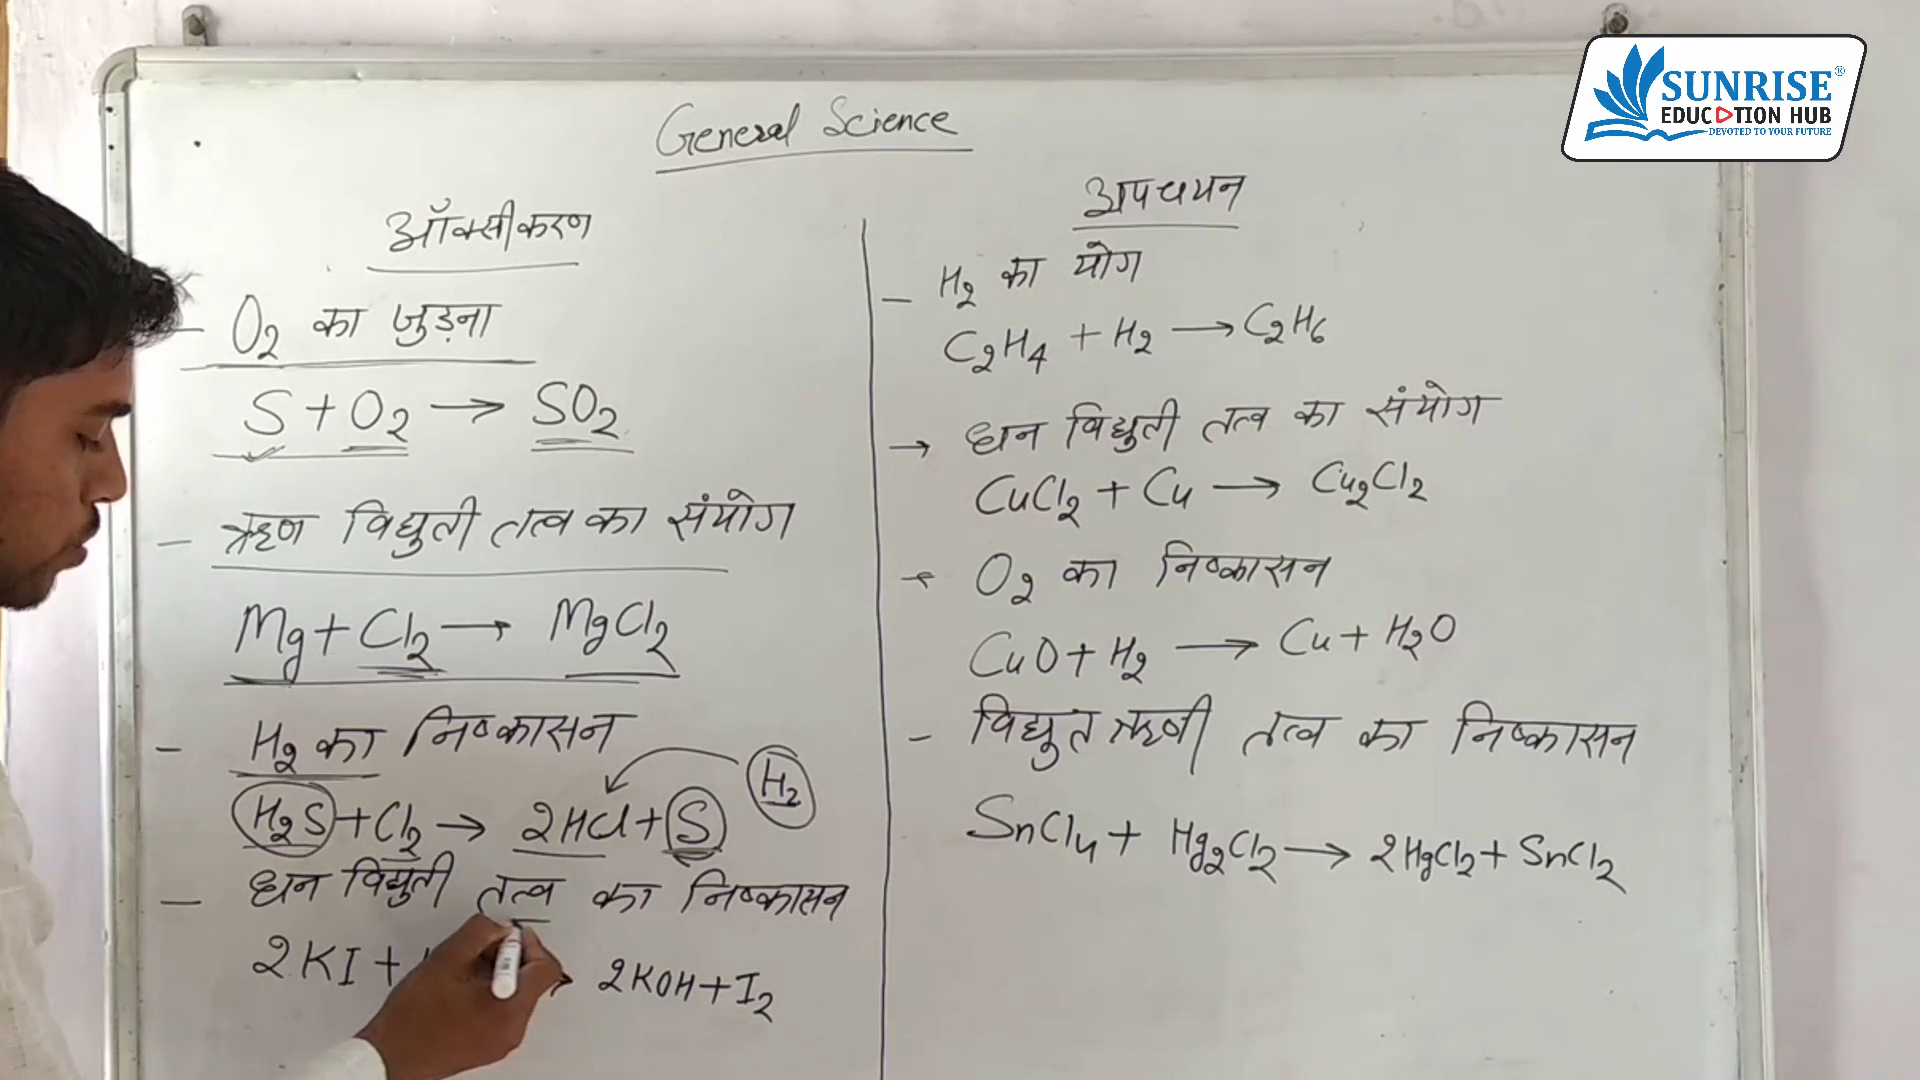 SUNRISE®
EDUCATION HUB
DEVOTED TO YOUR FUTURE
General Science
ऑक्सीकरण
- O₂ का जुड़ना
S + O₂ → SO₂
- ऋण विद्युती तत्व का संयोग
Mg + Cl₂ → MgCl₂
- H₂ का निष्कासन
H₂
H₂S + Cl₂ → 2HCl + S
- धन विद्युती तत्व का निष्कासन
2KI + → 2KOH + I₂
अपचयन
- H₂ का योग
C₂H₄ + H₂ → C₂H₆
→ धन विद्युती तत्व का संयोग
CuCl₂ + Cu → Cu₂Cl₂
- O₂ का निष्कासन
CuO + H₂ → Cu + H₂O
- विद्युत ऋणी तत्व का निष्कासन
SnCl₄ + Hg₂Cl₂ → 2HgCl₂ + SnCl₂